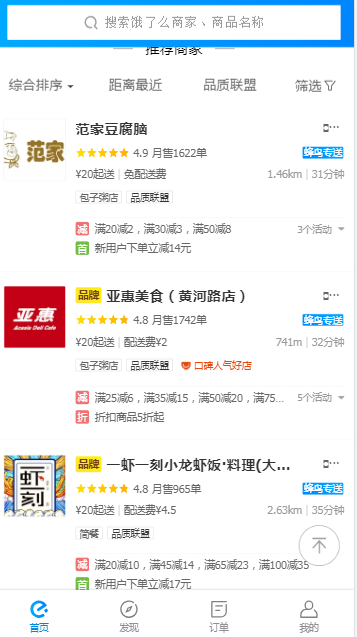 搜索饿了么商家、商品名称
推荐商家
综合排序 距离最近 品质联盟 筛选
范家
范家豆腐脑
4.9 月售1622单 蜂鸟专送
¥20起送 | 免配送费 1.46km | 31分钟
包子粥店 品质联盟
减 满20减2，满30减3，满50减8 3个活动
首 新用户下单立减14元
亚惠
Acasia Deli Cafe
品牌 亚惠美食（黄河路店）
4.8 月售1742单 蜂鸟专送
¥20起送 | 配送费¥2 741m | 32分钟
包子粥店 品质联盟 口碑人气好店
减 满25减6，满35减15，满50减20，满75... 5个活动
折 折扣商品5折起
虾一刻
品牌 一虾一刻小龙虾饭·料理(大...
4.8 月售965单 蜂鸟专送
¥20起送 | 配送费¥4.5 2.63km | 35分钟
简餐 品质联盟
减 满20减10，满45减14，满65减23，满100减35
首 新用户下单立减17元
首页 发现 订单 我的